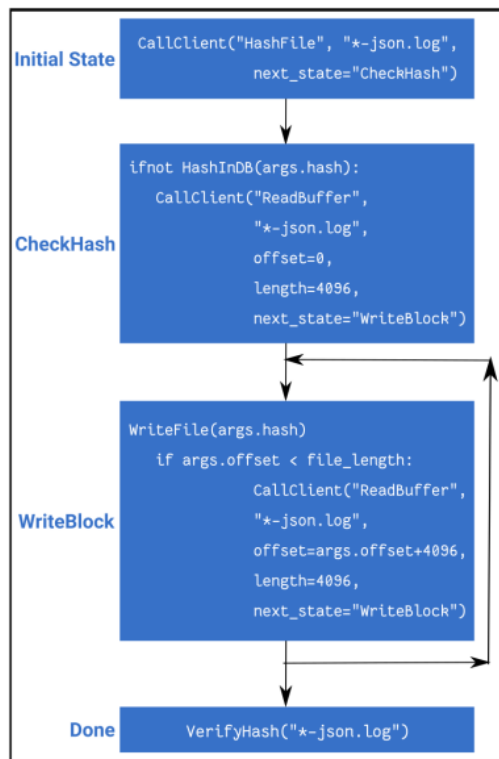 Initial State
CallClient("HashFile", "*-json.log",
next_state="CheckHash")
CheckHash
ifnot HashInDB(args.hash):
CallClient("ReadBuffer",
"*-json.log",
offset=0,
length=4096,
next_state="WriteBlock")
WriteBlock
WriteFile(args.hash)
if args.offset < file_length:
CallClient("ReadBuffer",
"*-json.log",
offset=args.offset+4096,
length=4096,
next_state="WriteBlock")
Done
VerifyHash("*-json.log")